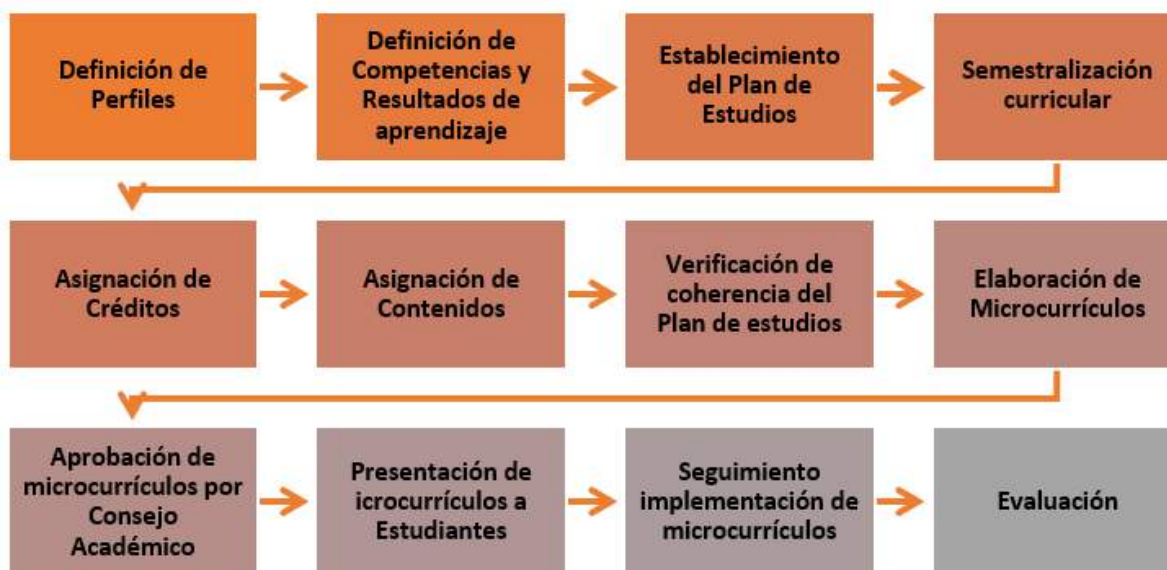 Definición de
Perfiles
Definición de
Competencias y
Resultados de
aprendizaje
Establecimiento
del Plan de
Estudios
Semestralización
curricular
Asignación de
Créditos
Asignación de
Contenidos
Verificación de
coherencia del
Plan de estudios
Elaboración de
Microcurrículos
Aprobación de
microcurrículos por
Consejo
Académico
Presentación de
icrocurrículos a
Estudiantes
Seguimiento
implementación de
microcurrículos
Evaluación